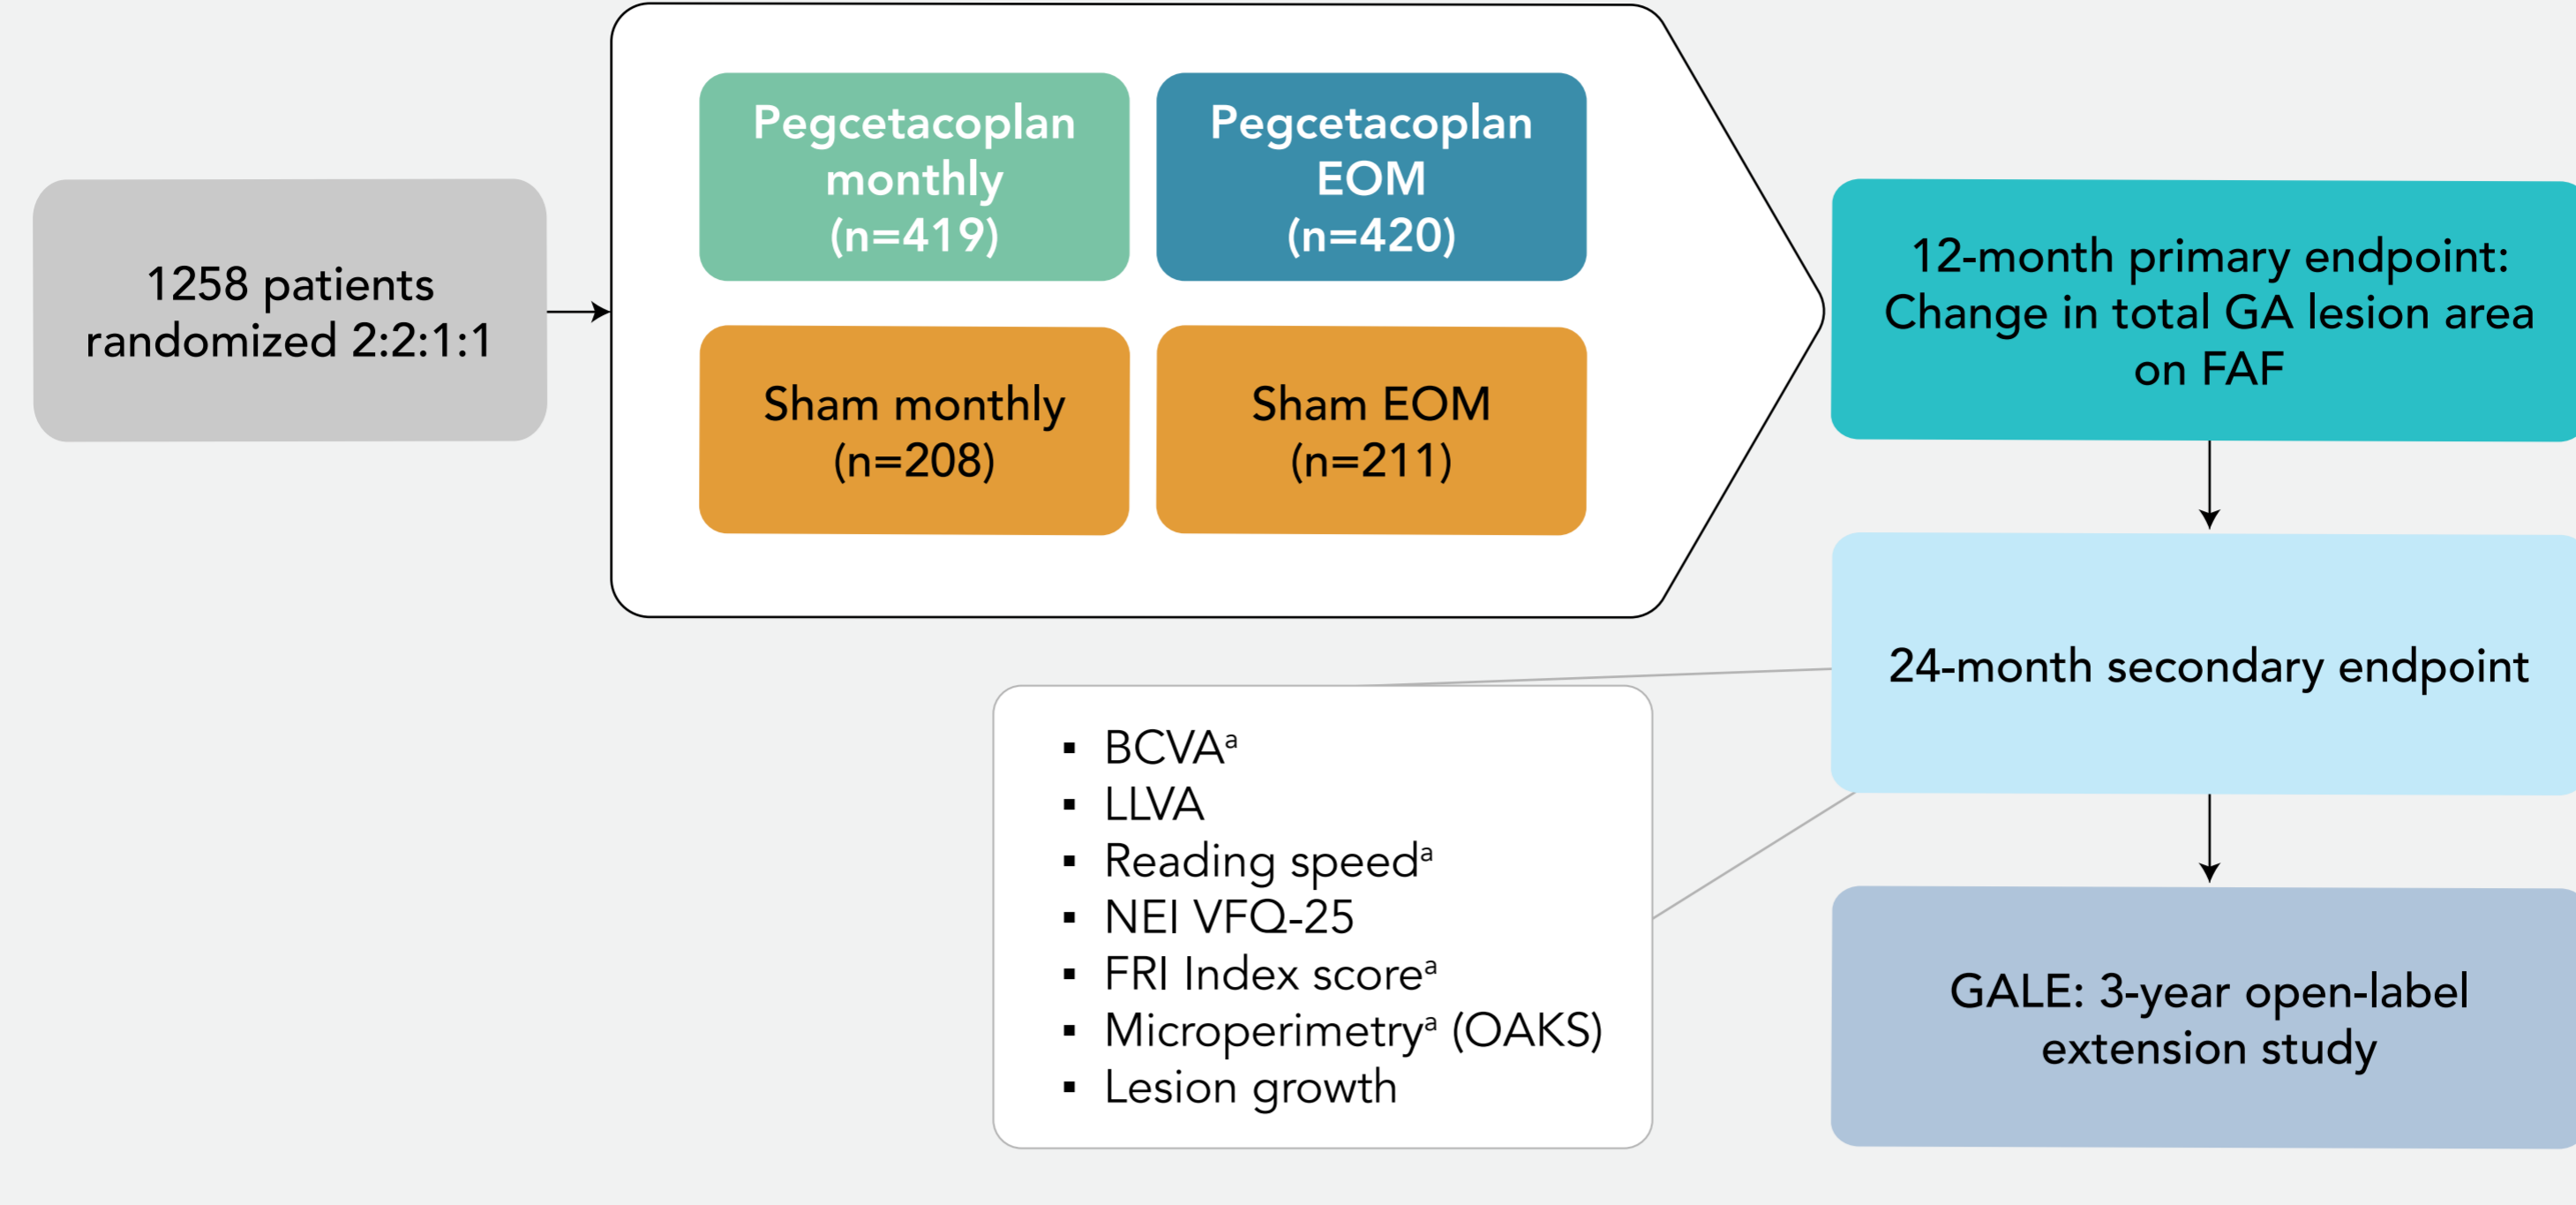 1258 patients
randomized 2:2:1:1
Pegcetacoplan
monthly
(n=419)
Pegcetacoplan
EOM
(n=420)
Sham monthly
(n=208)
Sham EOM
(n=211)
12-month primary endpoint:
Change in total GA lesion area
on FAF
24-month secondary endpoint
▪ BCVAᵃ
▪ LLVA
▪ Reading speedᵃ
▪ NEI VFQ-25
▪ FRI Index scoreᵃ
▪ Microperimetryᵃ (OAKS)
▪ Lesion growth
GALE: 3-year open-label
extension study